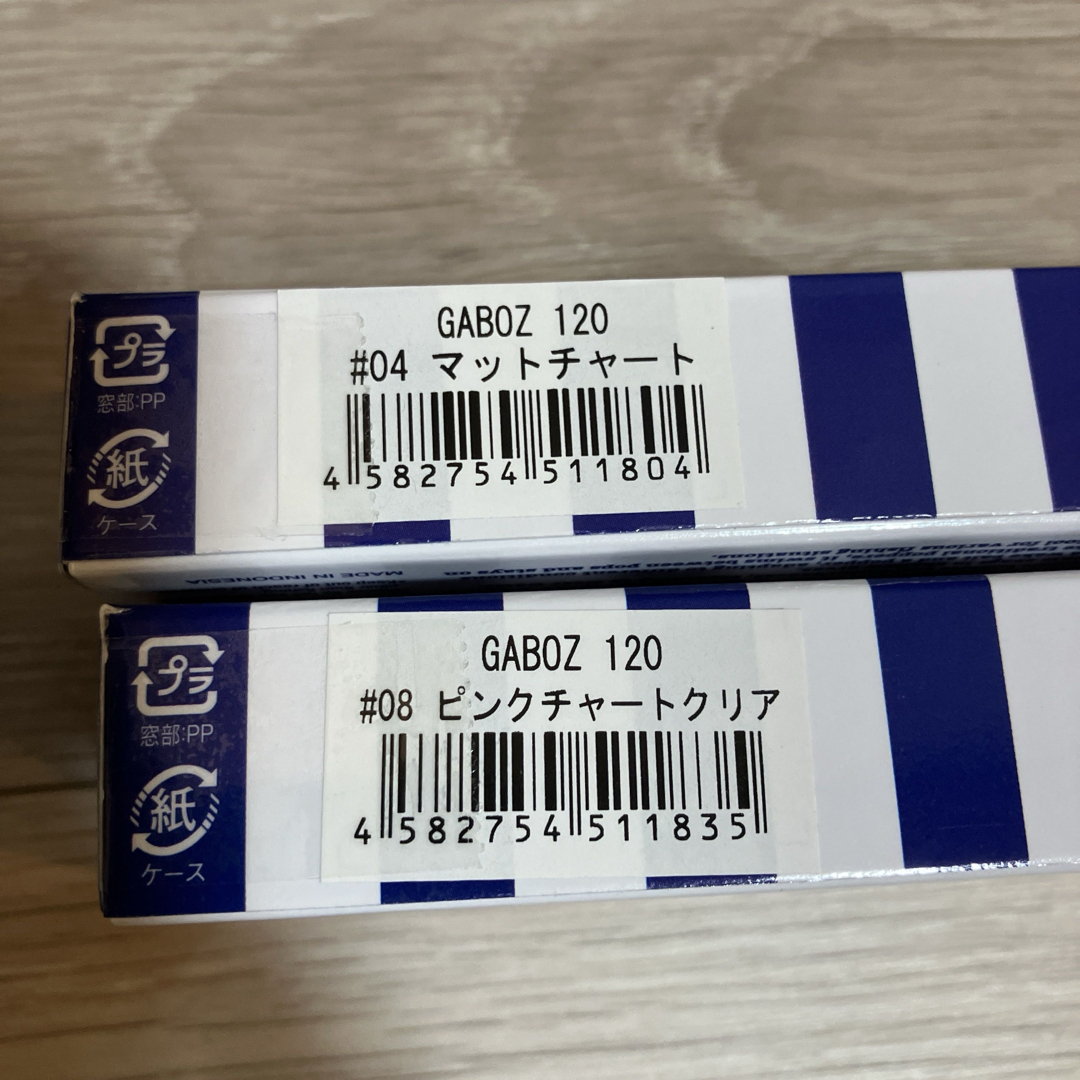 プラ
窓部:PP
紙
ケース
GABOZ 120
#04 マットチャート
4 582754 511804
MADE IN INDONESIA
プラ
窓部:PP
紙
ケース
GABOZ 120
#08 ピンクチャートクリア
4 582754 511835